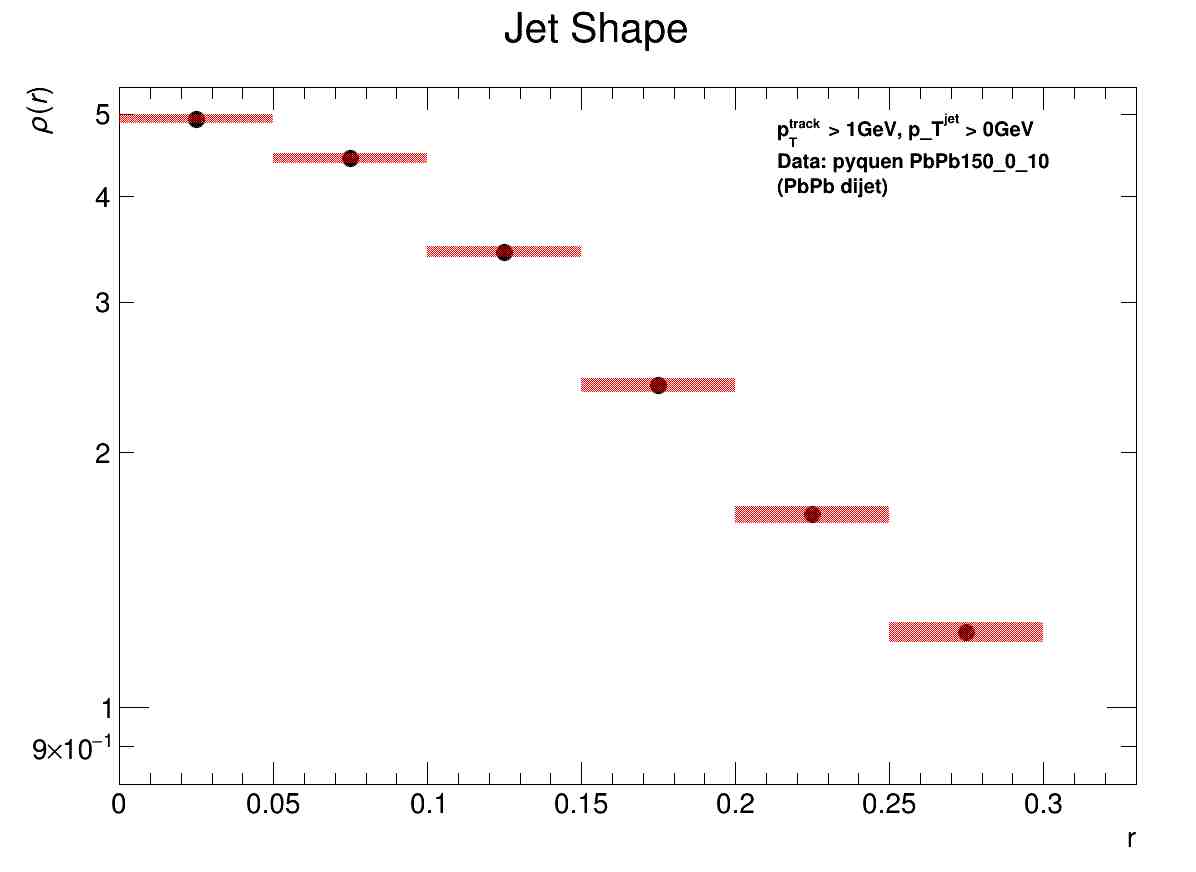 Jet Shape
ρ(r)
5
4
3
2
1
9×10⁻¹
p_T^track > 1GeV, p_T^jet > 0GeV
Data: pyquen PbPb150_0_10
(PbPb dijet)
0 0.05 0.1 0.15 0.2 0.25 0.3
r